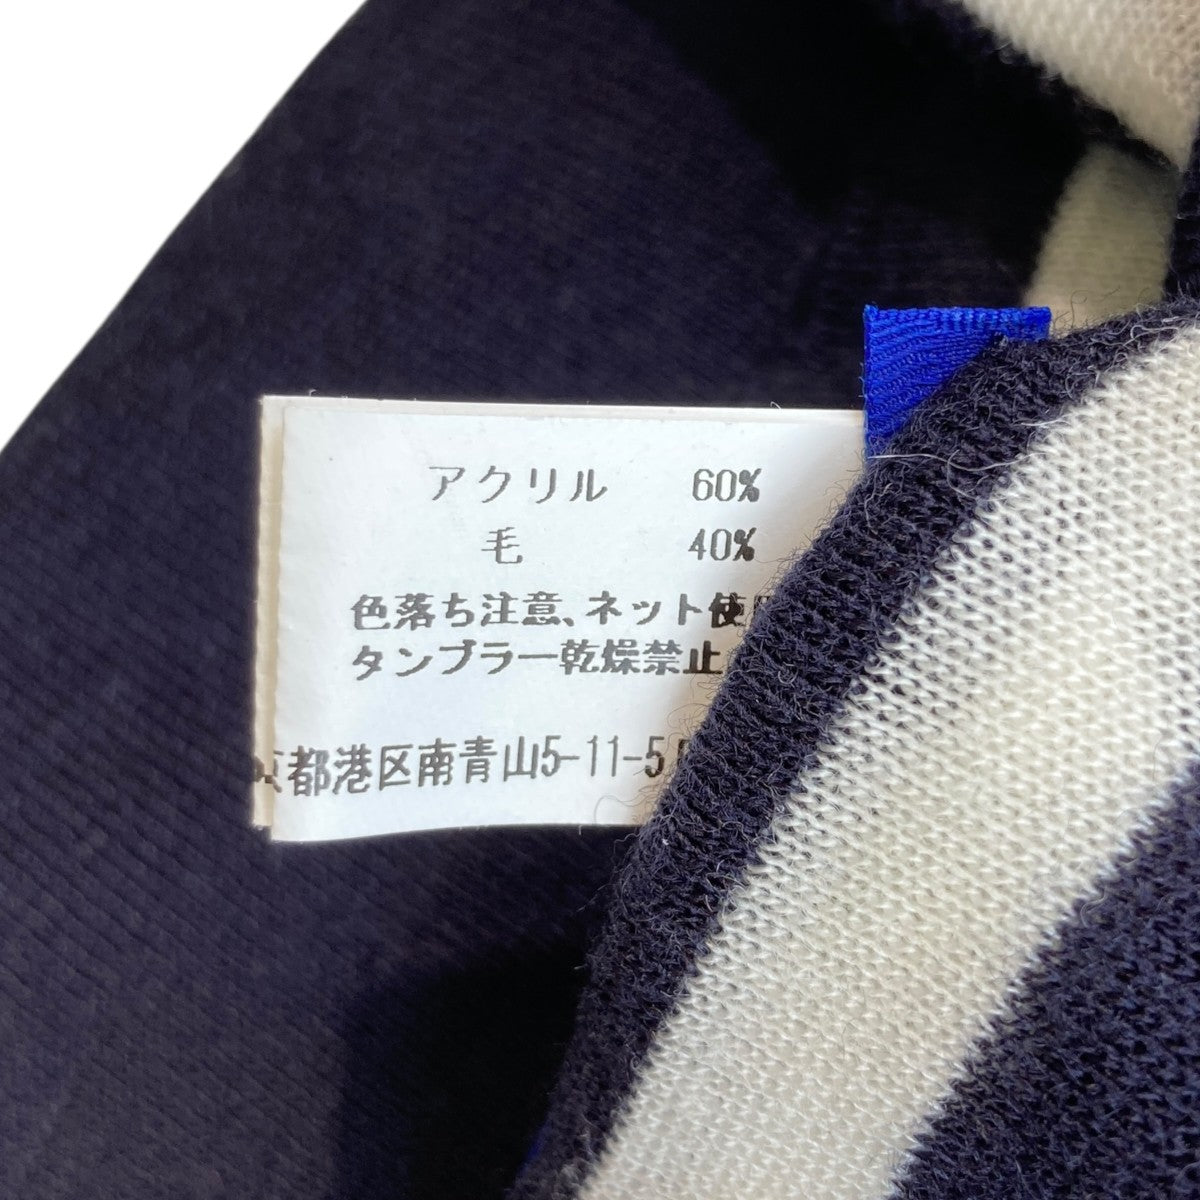 アクリル 60%
毛 40%
色落ち注意、ネット使
タンブラー乾燥禁止
京都港区南青山5-11-5